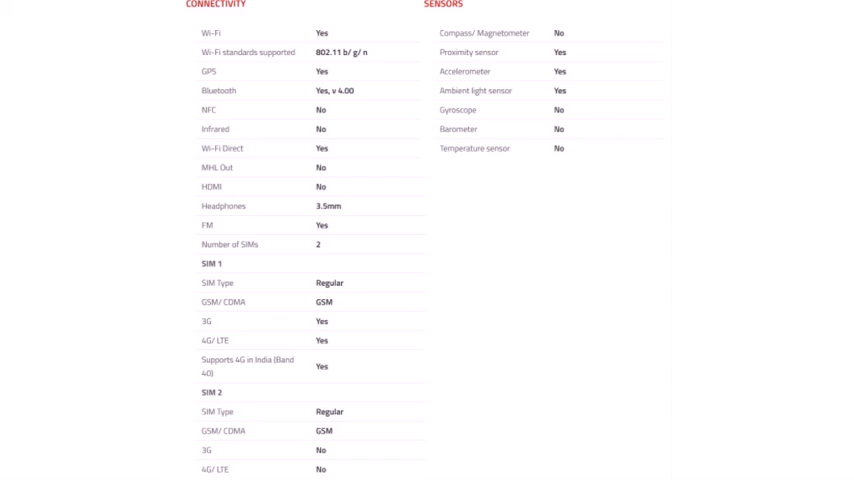 CONNECTIVITY
Wi-Fi Yes
Wi-Fi standards supported 802.11 b/ g/ n
GPS Yes
Bluetooth Yes, v 4.00
NFC No
Infrared No
Wi-Fi Direct Yes
MHL Out No
HDMI No
Headphones 3.5mm
FM Yes
Number of SIMs 2
SIM 1
SIM Type Regular
GSM/ CDMA GSM
3G Yes
4G/ LTE Yes
Supports 4G in India (Band
40) Yes
SIM 2
SIM Type Regular
GSM/ CDMA GSM
3G No
4G/ LTE No
SENSORS
Compass/ Magnetometer No
Proximity sensor Yes
Accelerometer Yes
Ambient light sensor Yes
Gyroscope No
Barometer No
Temperature sensor No